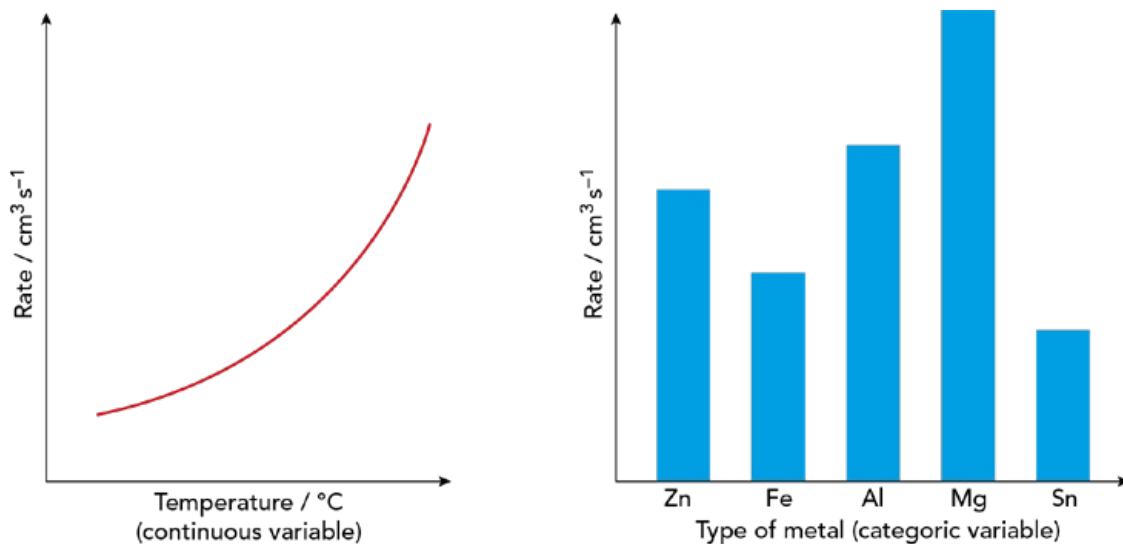 Rate / cm³ s⁻¹
Temperature / °C
(continuous variable)
Rate / cm³ s⁻¹
Zn Fe Al Mg Sn
Type of metal (categoric variable)